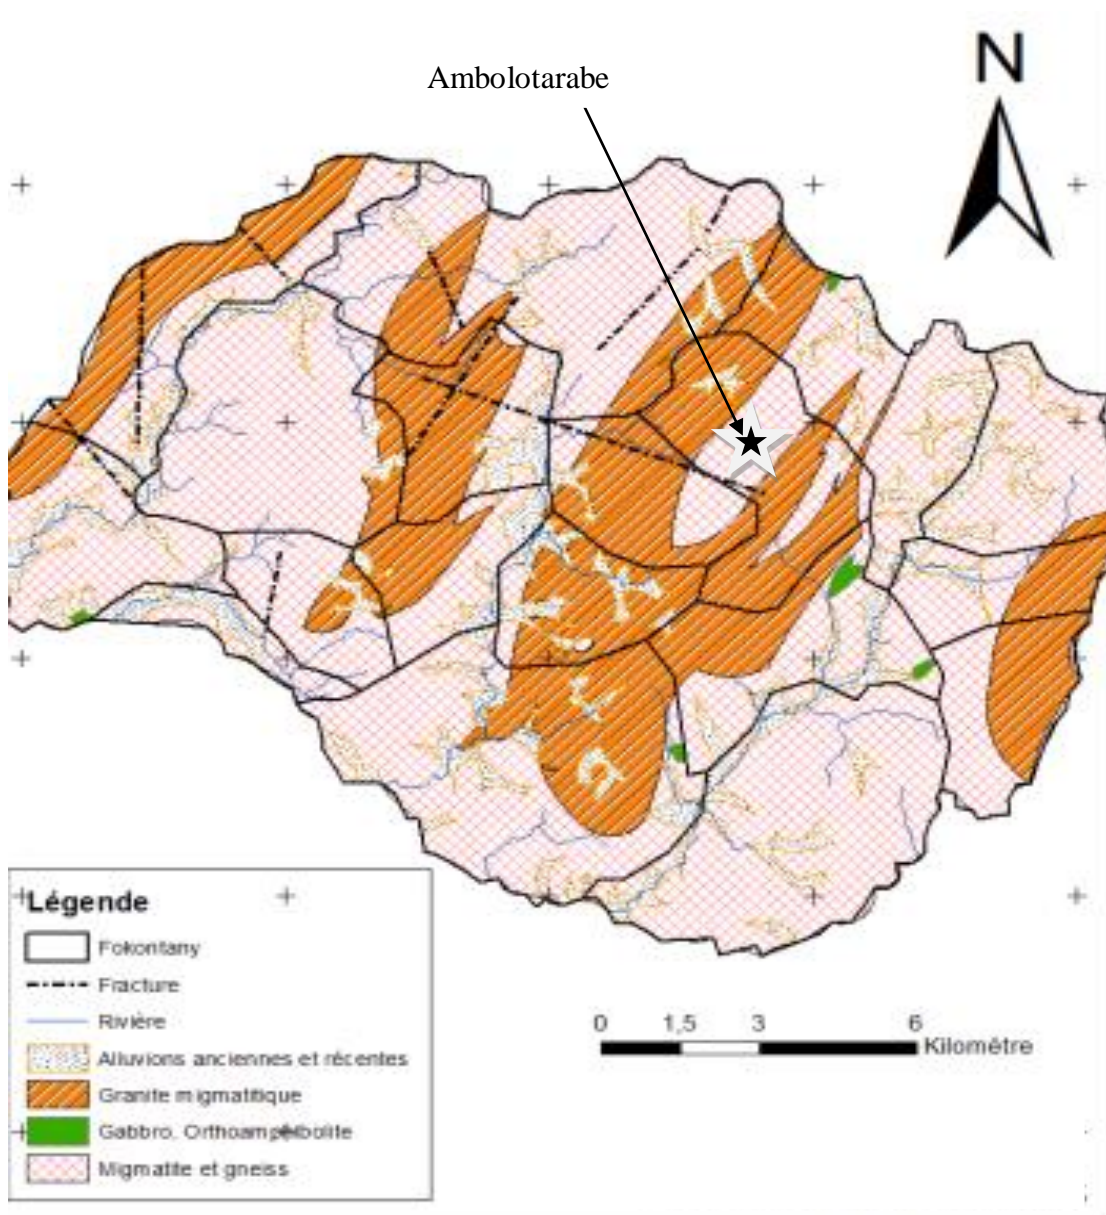 Ambolotarabe
N
Légende
Fokontany
Fracture
Rivière
Alluvions anciennes et récentes
Granite migmatitique
Gabbro, Orthoamphibolite
Migmatite et gneiss
0 1,5 3 6
Kilomètre